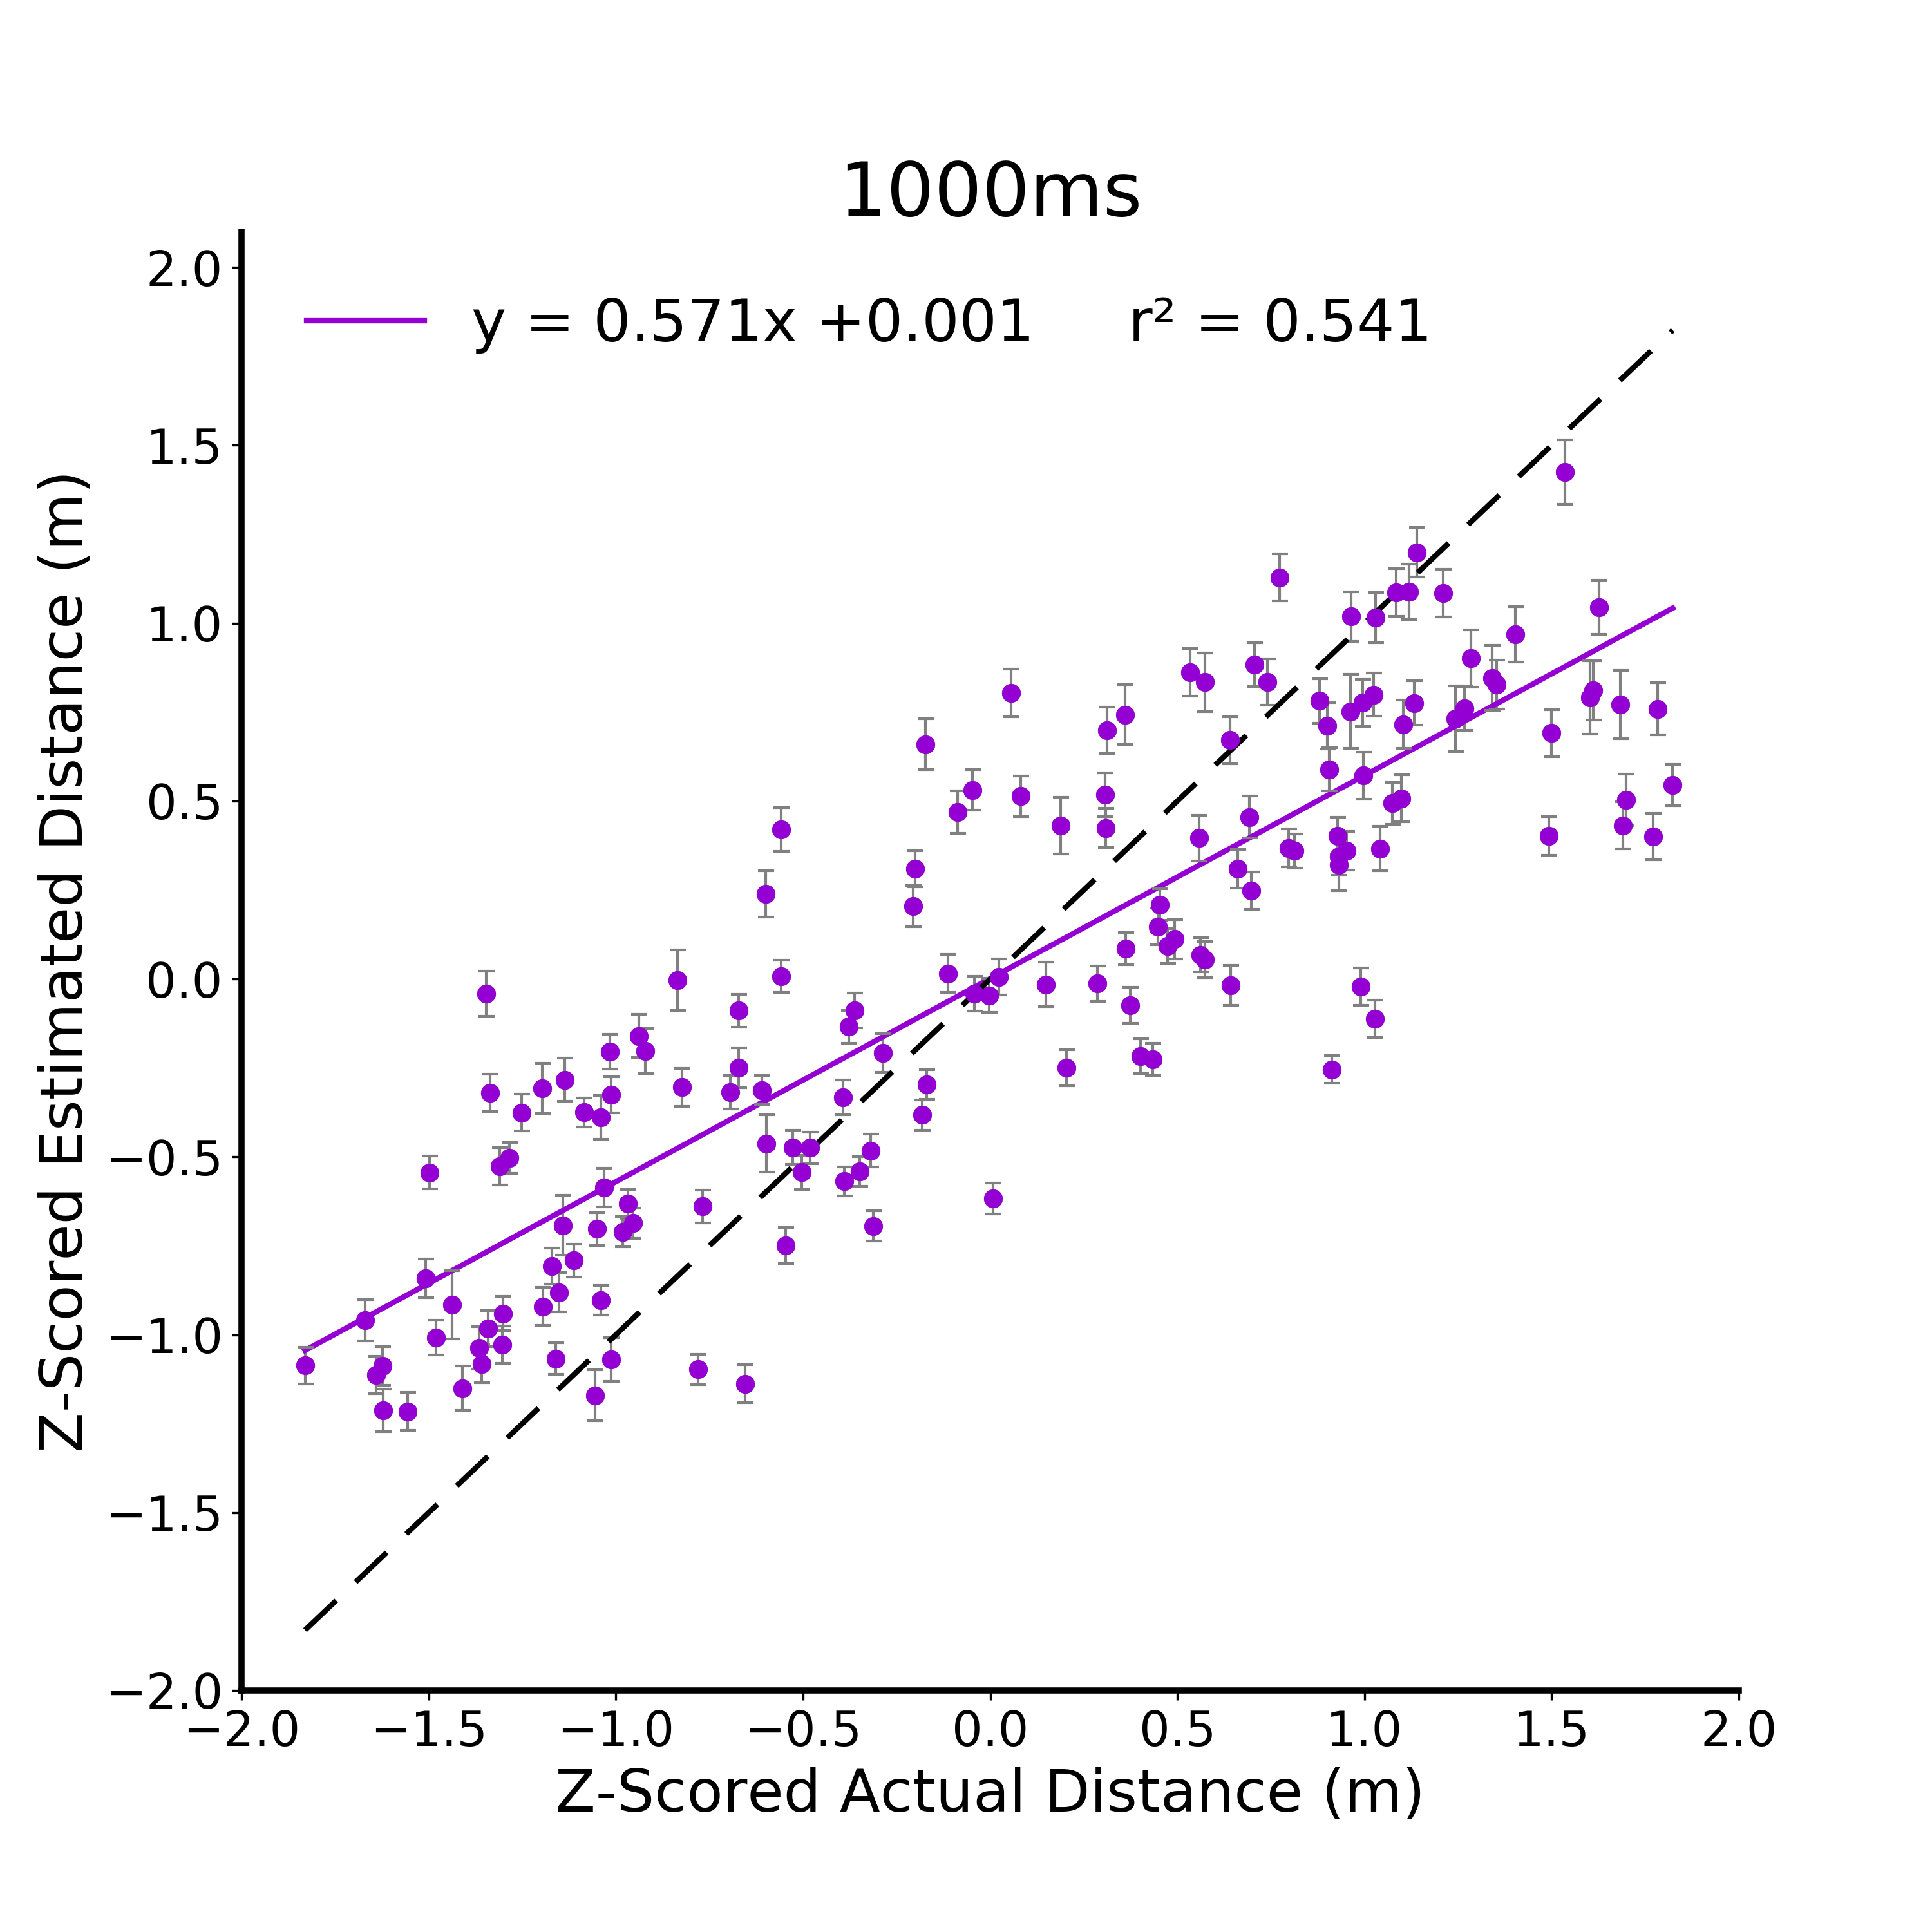 1000ms
2.0
y = 0.571x +0.001 r² = 0.541
1.5
1.0
0.5
0.0
−0.5
−1.0
−1.5
−2.0
Z-Scored Estimated Distance (m)
−2.0 −1.5 −1.0 −0.5 0.0 0.5 1.0 1.5 2.0
Z-Scored Actual Distance (m)